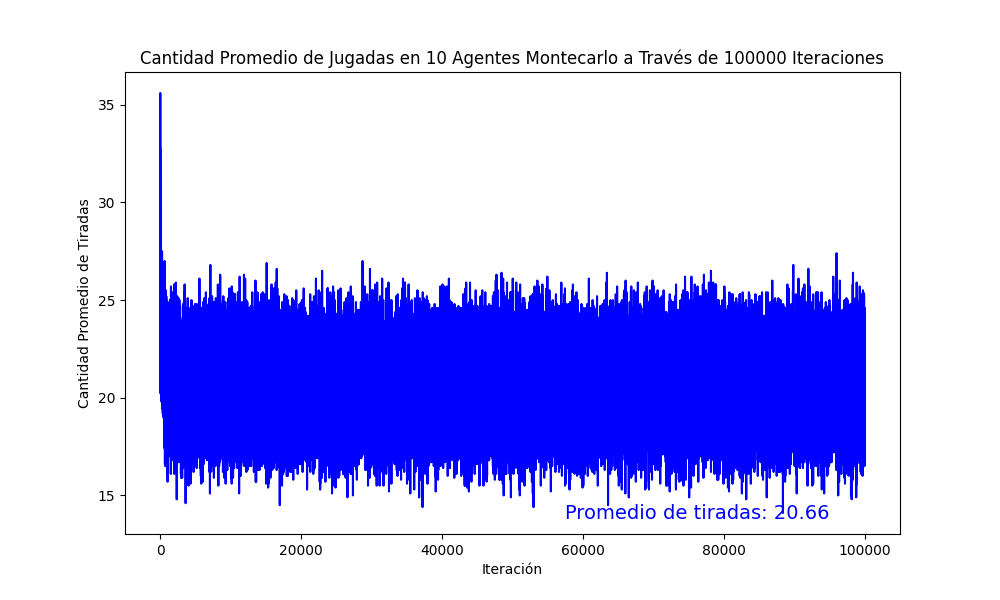 Cantidad Promedio de Jugadas en 10 Agentes Montecarlo a Través de 100000 Iteraciones
Cantidad Promedio de Tiradas
35
30
25
20
15
Promedio de tiradas: 20.66
0 20000 40000 60000 80000 100000
Iteración